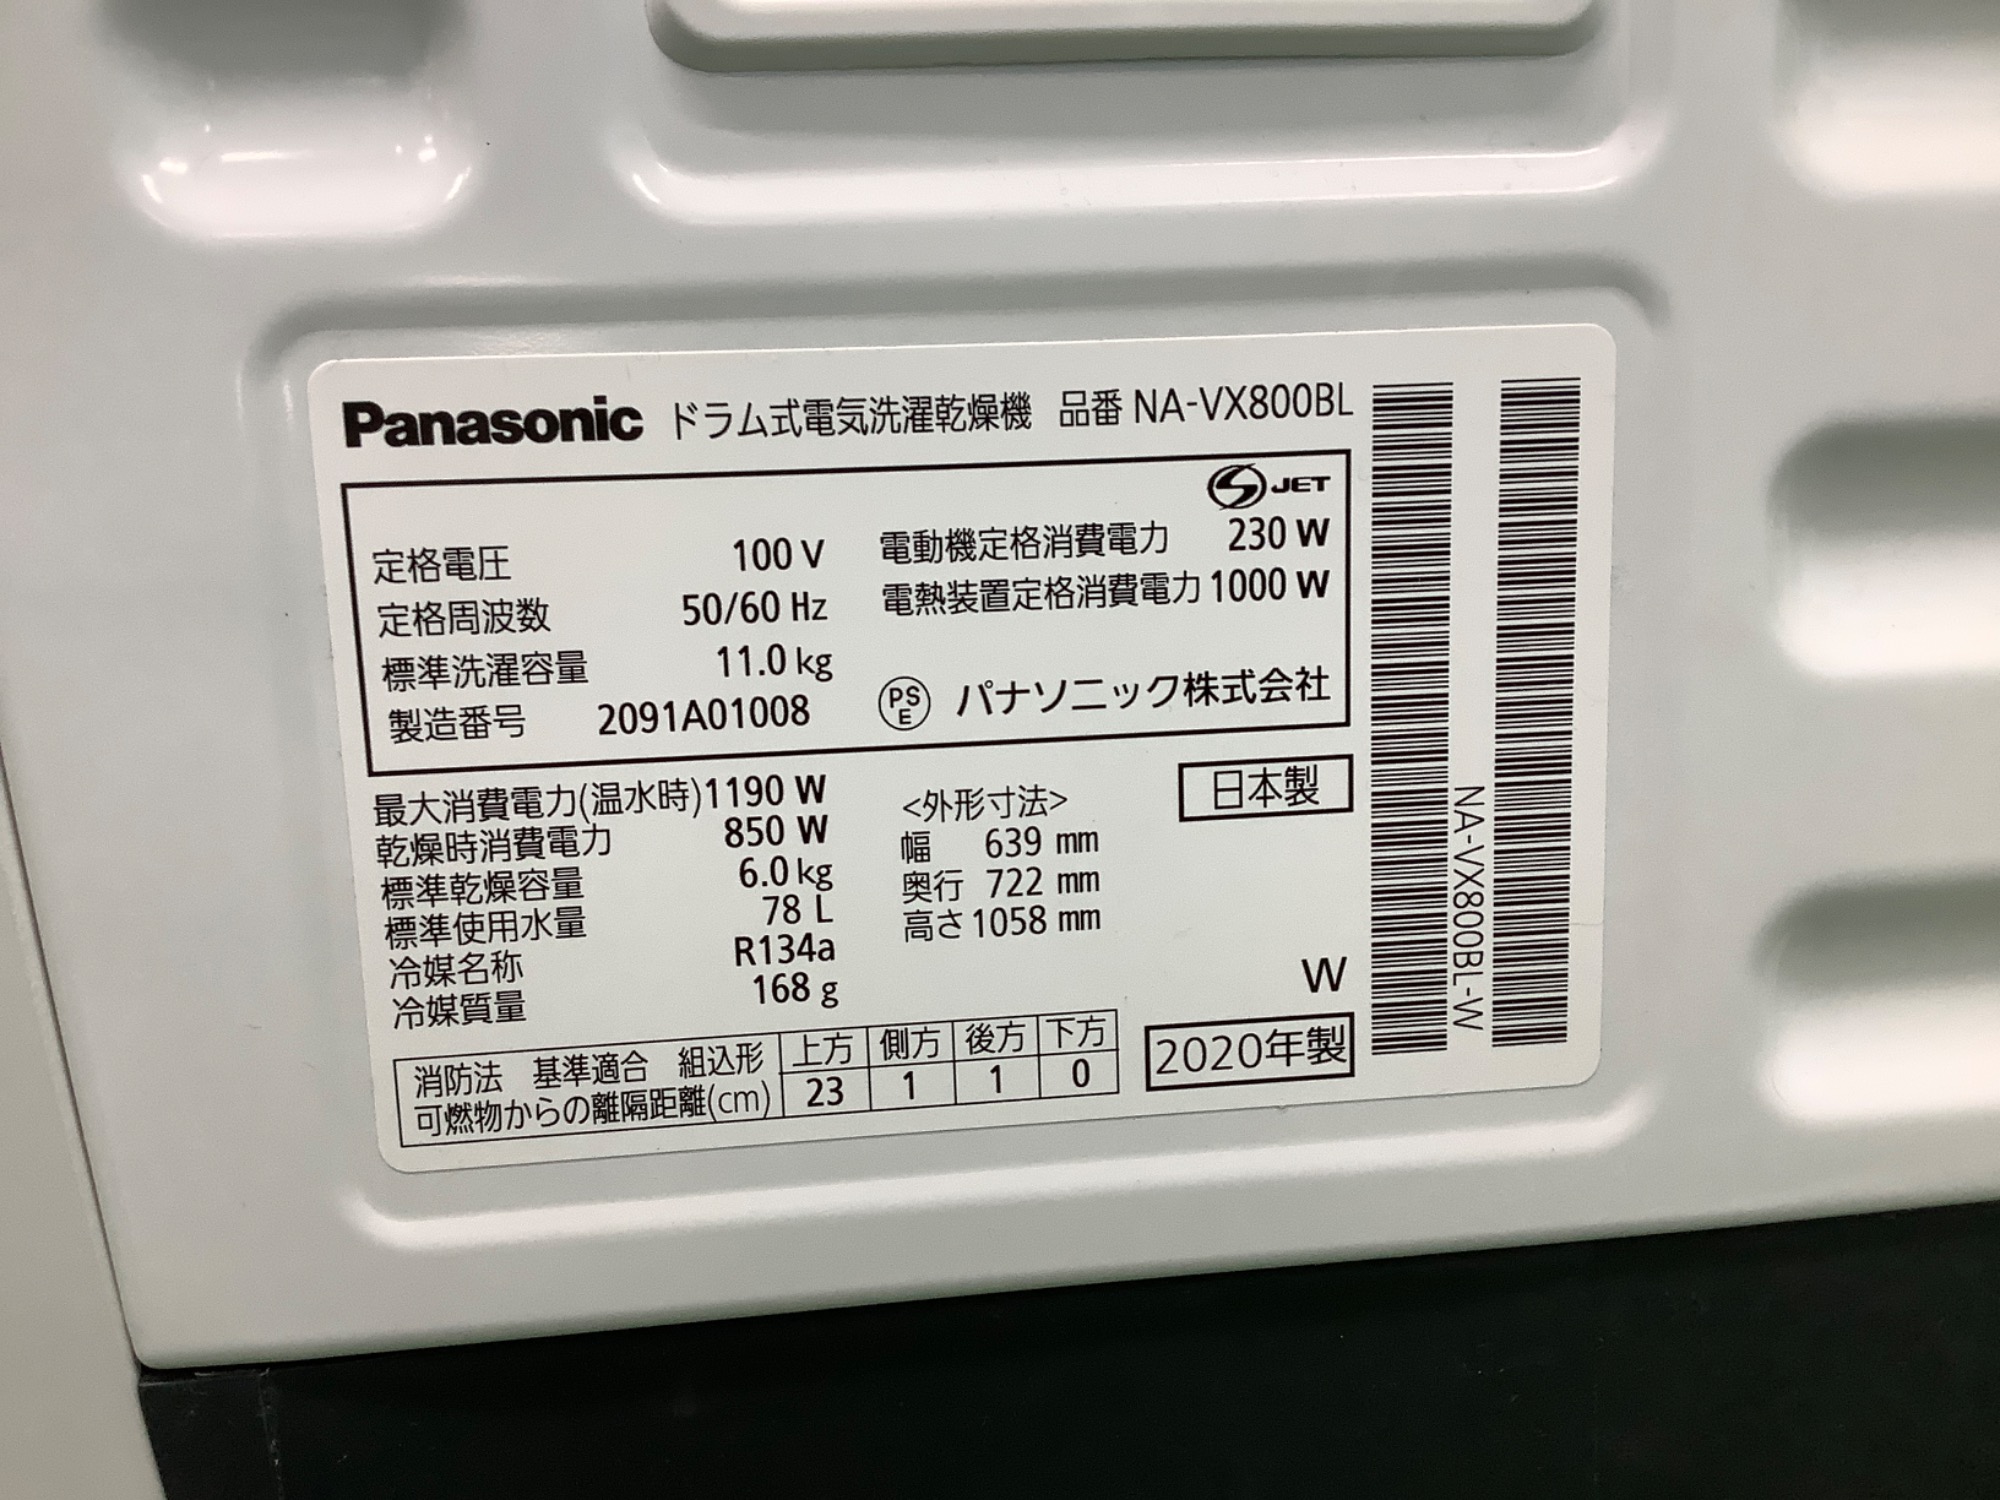 Panasonic ドラム式電気洗濯乾燥機 品番 NA-VX800BL
JET
定格電圧 100 V
定格周波数 50/60 Hz
標準洗濯容量 11.0 kg
製造番号 2091A01008
電動機定格消費電力 230 W
電熱装置定格消費電力 1000 W
PS E パナソニック株式会社
最大消費電力(温水時) 1190 W
乾燥時消費電力 850 W
標準乾燥容量 6.0 kg
標準使用水量 78 L
冷媒名称 R134a
冷媒質量 168 g
<外形寸法>
幅 639 mm
奥行 722 mm
高さ 1058 mm
日本製
W
2020年製
消防法 基準適合 組込形 上方 側方 後方 下方
可燃物からの離隔距離(cm) 23 1 1 0
NA-VX800BL-W